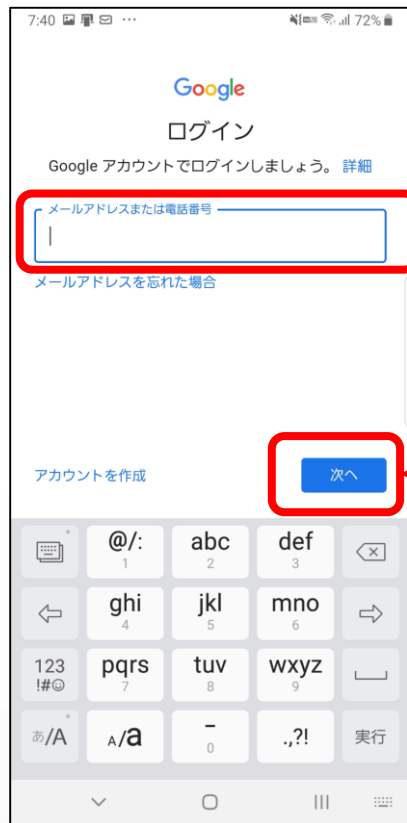 7:40
72%
Google
ログイン
Google アカウントでログインしましょう。 詳細
メールアドレスまたは電話番号
メールアドレスを忘れた場合
アカウントを作成
次へ
@/: abc def
1 2 3
ghi jkl mno
4 5 6
123 pqrs tuv wxyz
!#☺ 7 8 9
あ/A A/a - .,?! 実行
0